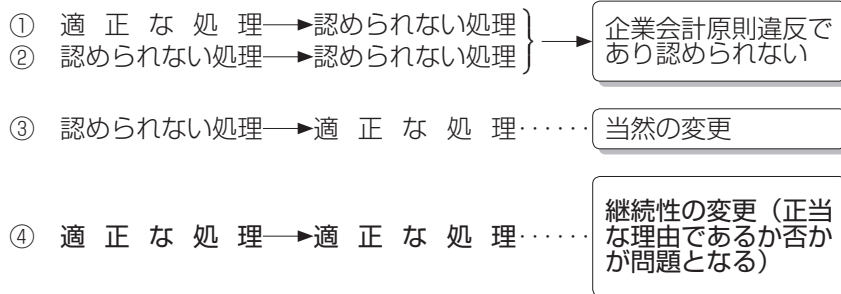 ① 適正な処理→認められない処理
② 認められない処理→認められない処理
企業会計原則違反で
あり認められない
③ 認められない処理→適正な処理……
当然の変更
④ 適正な処理→適正な処理……
継続性の変更（正当
な理由であるか否か
が問題となる）